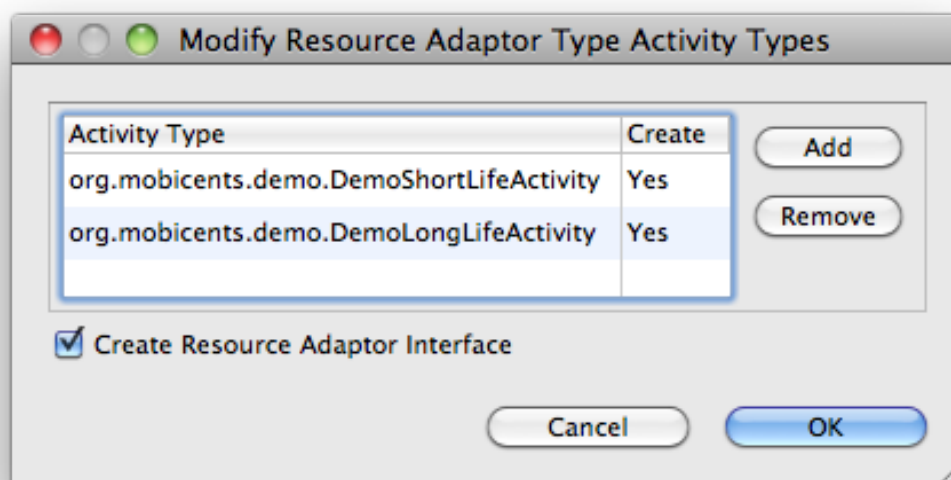 Modify Resource Adaptor Type Activity Types
Activity Type Create
org.mobicents.demo.DemoShortLifeActivity Yes
org.mobicents.demo.DemoLongLifeActivity Yes
Add
Remove
Create Resource Adaptor Interface
Cancel OK